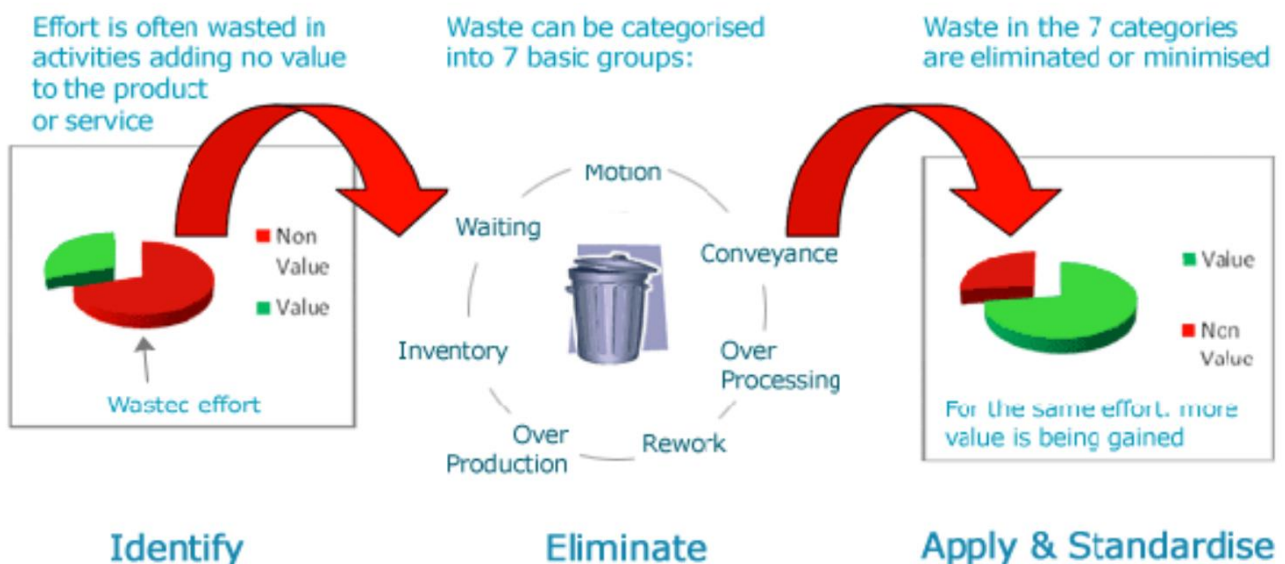 Effort is often wasted in
activities adding no value
to the product
or service
Non
Value
Value
Wasted effort
Identify
Waste can be categorised
into 7 basic groups:
Motion
Waiting
Conveyance
Inventory
Over
Processing
Over
Production
Rework
Eliminate
Waste in the 7 categories
are eliminated or minimised
Value
Non
Value
For the same effort, more
value is being gained
Apply & Standardise